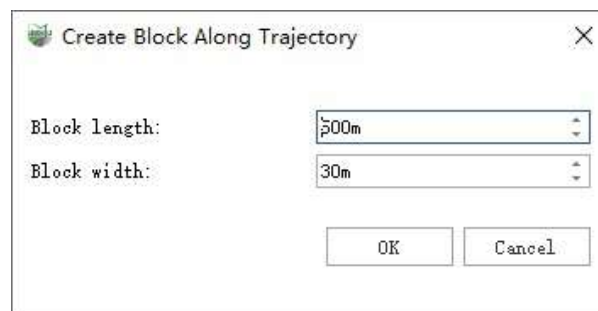 Create Block Along Trajectory
Block length:
500m
Block width:
30m
OK
Cancel